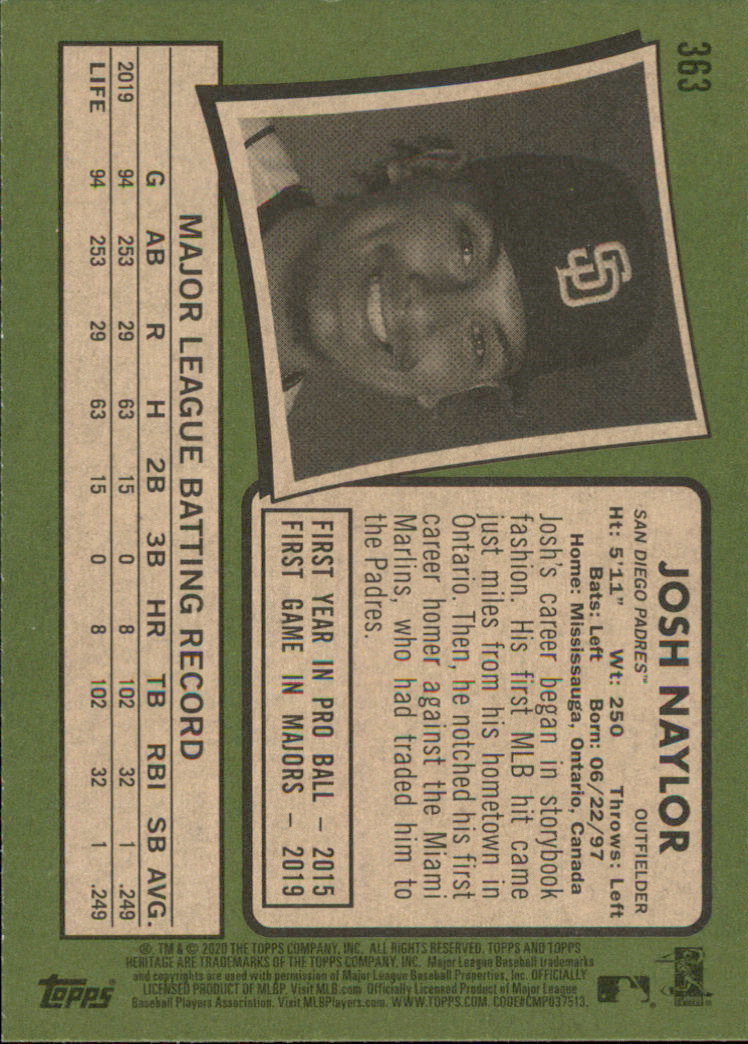 363
SD
JOSH NAYLOR
SAN DIEGO PADRES™ OUTFIELDER
Ht: 5'11" Wt: 250 Throws: Left
Bats: Left Born: 06/22/97
Home: Mississauga, Ontario, Canada
Josh's career began in storybook
fashion. His first MLB hit came
just miles from his hometown in
Ontario. Then, he notched his first
career homer against the Miami
Marlins, who had traded him to
the Padres.
FIRST YEAR IN PRO BALL – 2015
FIRST GAME IN MAJORS – 2019
MAJOR LEAGUE BATTING RECORD
G AB R H 2B 3B HR TB RBI SB AVG.
2019 94 253 29 63 15 0 8 102 32 1 .249
LIFE 94 253 29 63 15 0 8 102 32 1 .249
®, TM & © 2020 THE TOPPS COMPANY, INC. ALL RIGHTS RESERVED. TOPPS AND TOPPS
HERITAGE ARE TRADEMARKS OF THE TOPPS COMPANY, INC. Major League Baseball trademarks
and copyrights are used with permission of Major League Baseball Properties, Inc. OFFICIALLY
LICENSED PRODUCT OF MLBP. Visit MLB.com Officially Licensed Product of Major League
Baseball Players Association. Visit MLBPlayers.com. WWW.TOPPS.COM. CODE#CMP037513.
TOPPS